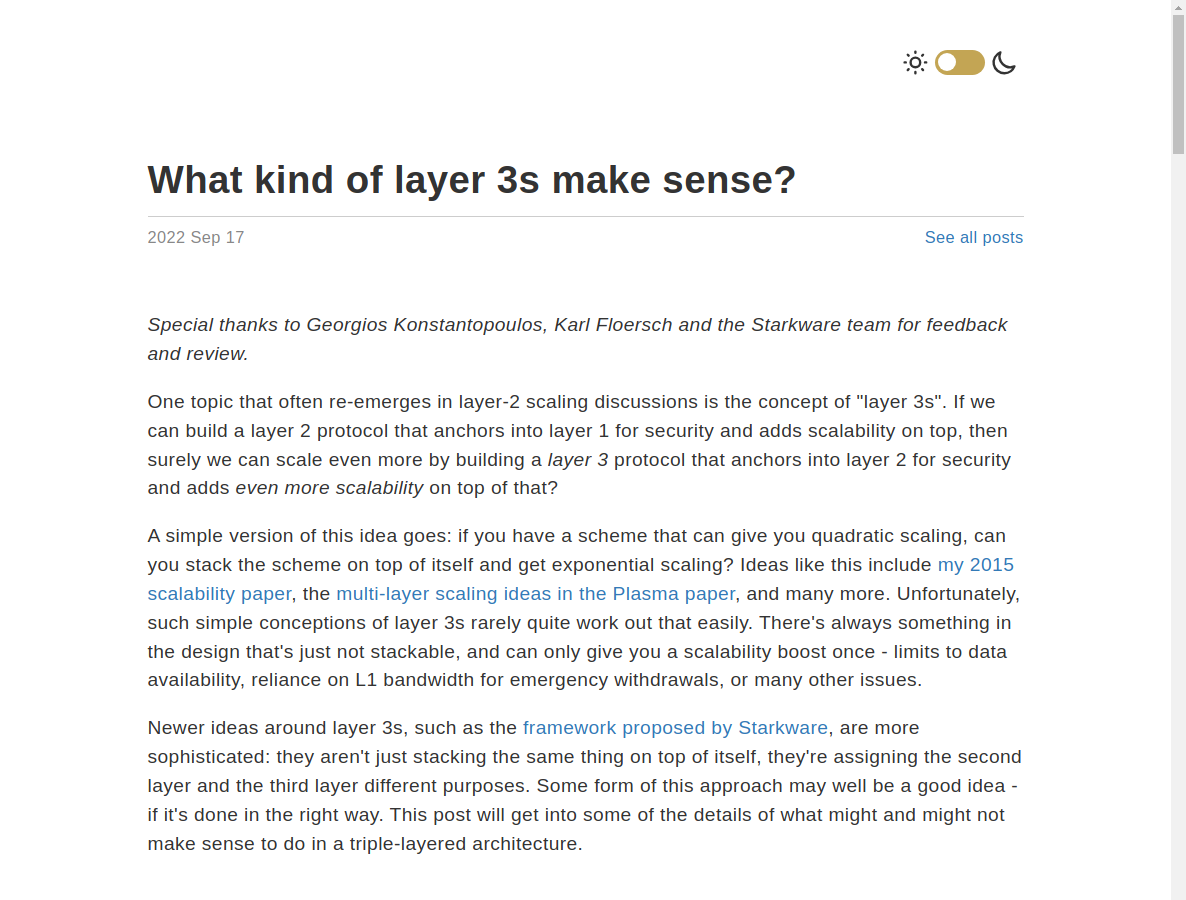 What kind of layer 3s make sense?
2022 Sep 17
See all posts
Special thanks to Georgios Konstantopoulos, Karl Floersch and the Starkware team for feedback
and review.
One topic that often re-emerges in layer-2 scaling discussions is the concept of "layer 3s". If we
can build a layer 2 protocol that anchors into layer 1 for security and adds scalability on top, then
surely we can scale even more by building a layer 3 protocol that anchors into layer 2 for security
and adds even more scalability on top of that?
A simple version of this idea goes: if you have a scheme that can give you quadratic scaling, can
you stack the scheme on top of itself and get exponential scaling? Ideas like this include my 2015
scalability paper, the multi-layer scaling ideas in the Plasma paper, and many more. Unfortunately,
such simple conceptions of layer 3s rarely quite work out that easily. There's always something in
the design that's just not stackable, and can only give you a scalability boost once - limits to data
availability, reliance on L1 bandwidth for emergency withdrawals, or many other issues.
Newer ideas around layer 3s, such as the framework proposed by Starkware, are more
sophisticated: they aren't just stacking the same thing on top of itself, they're assigning the second
layer and the third layer different purposes. Some form of this approach may well be a good idea -
if it's done in the right way. This post will get into some of the details of what might and might not
make sense to do in a triple-layered architecture.